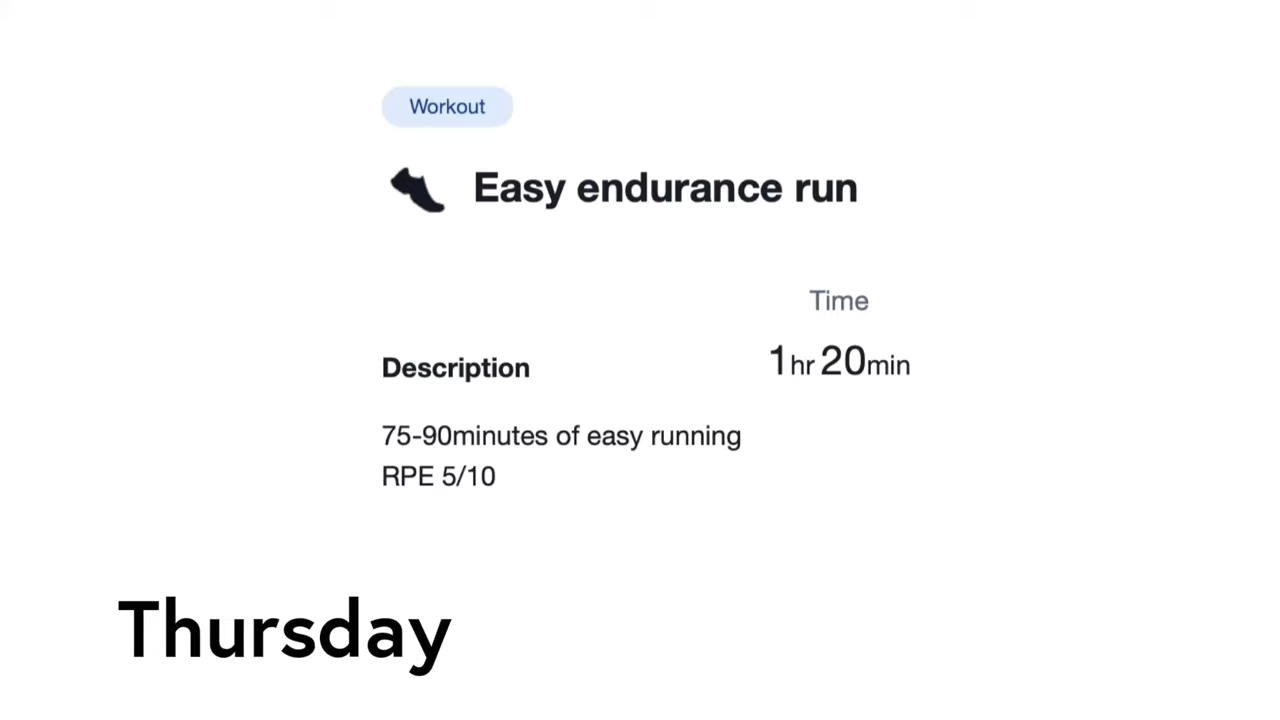 Workout
Easy endurance run
Time
1hr 20min
Description
75-90minutes of easy running
RPE 5/10
Thursday